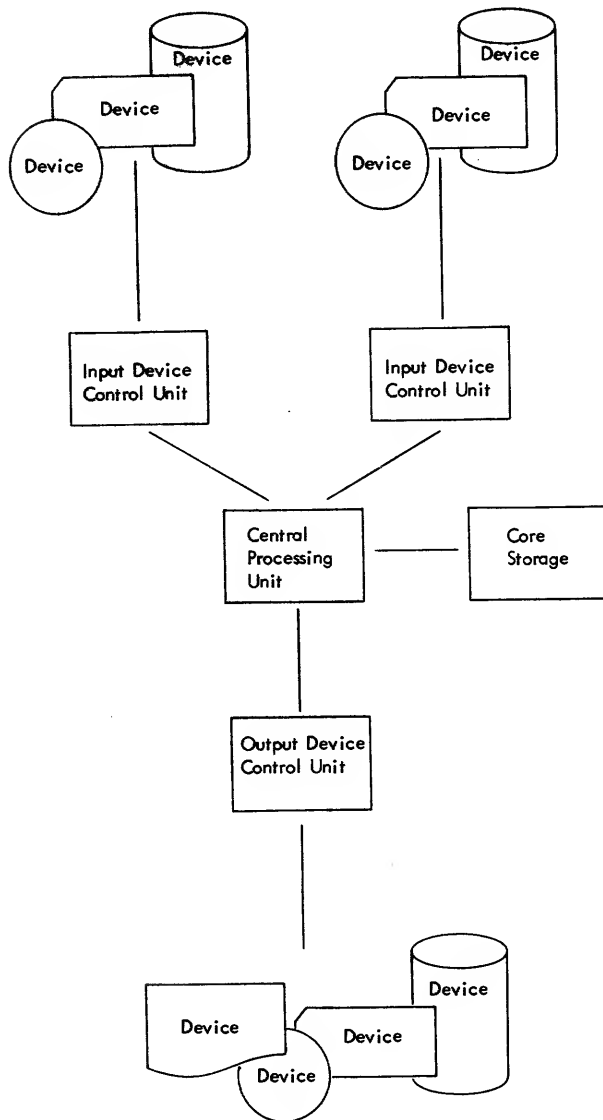 Device
Device
Device
Device
Device
Device
Input Device
Control Unit
Input Device
Control Unit
Central
Processing
Unit
Core
Storage
Output Device
Control Unit
Device
Device
Device
Device